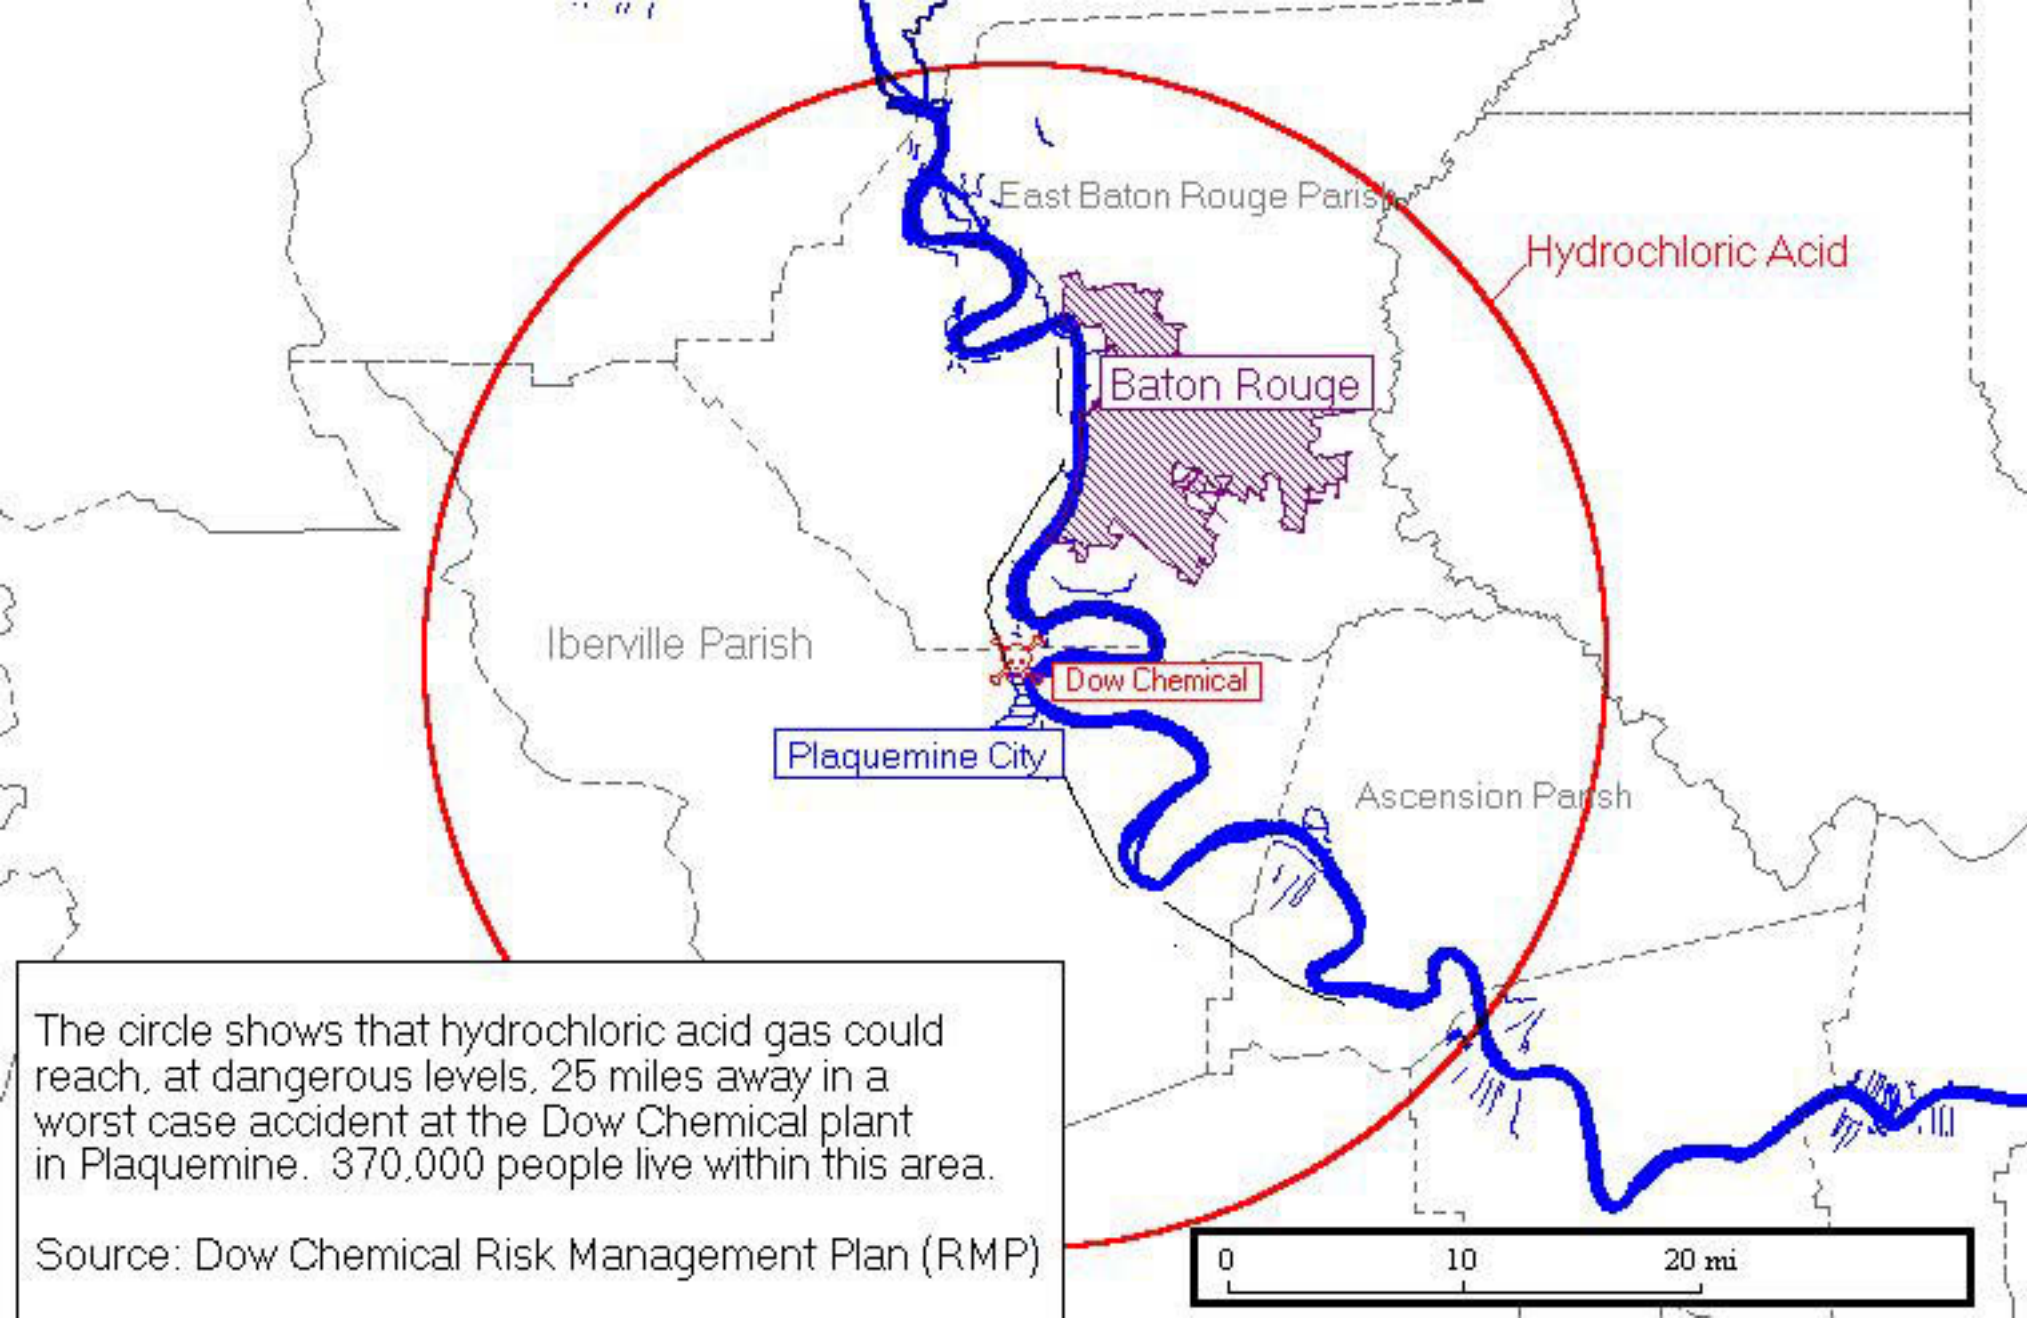 East Baton Rouge Parish
Hydrochloric Acid
Baton Rouge
Iberville Parish
Dow Chemical
Plaquemine City
Ascension Parish
The circle shows that hydrochloric acid gas could
reach, at dangerous levels, 25 miles away in a
worst case accident at the Dow Chemical plant
in Plaquemine. 370,000 people live within this area.
Source: Dow Chemical Risk Management Plan (RMP)
0 10 20 mi